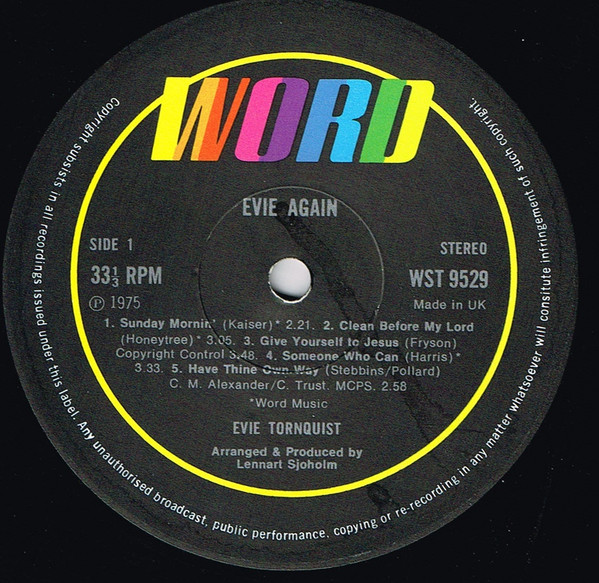 WORD
EVIE AGAIN
SIDE 1
STEREO
33⅓ RPM
WST 9529
Ⓟ 1975
Made in UK
1. Sunday Mornin' (Kaiser)* 2.21. 2. Clean Before My Lord
(Honeytree)* 3.05. 3. Give Yourself to Jesus (Fryson)
Copyright Control 3.48. 4. Someone Who Can (Harris)*
3.33. 5. Have Thine Own Way (Stebbins/Pollard)
C. M. Alexander/C. Trust. MCPS. 2.58
*Word Music
EVIE TORNQUIST
Arranged & Produced by
Lennart Sjoholm
Copyright subsists in all recordings issued under this label. Any unauthorised broadcast, public performance, copying or re-recording in any matter whatsoever will consitute infringement of such copyright.